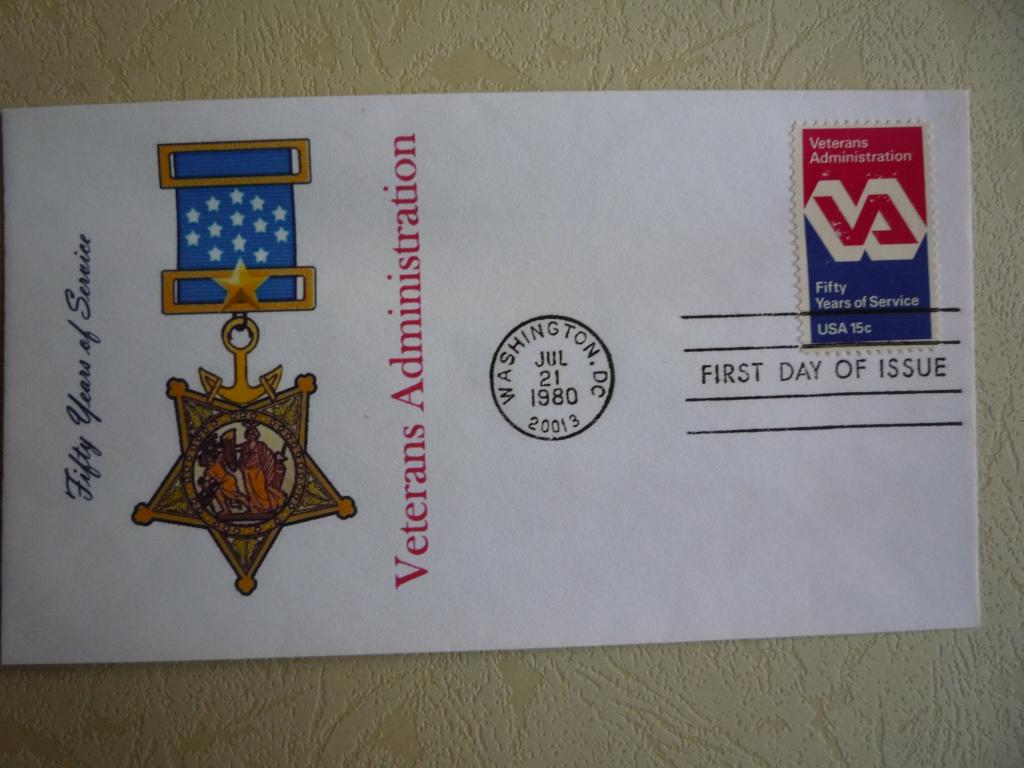 Fifty Years of Service
Veterans Administration
WASHINGTON. DC
JUL
21
1980
20013
Veterans
Administration
VA
Fifty
Years of Service
USA 15c
FIRST DAY OF ISSUE